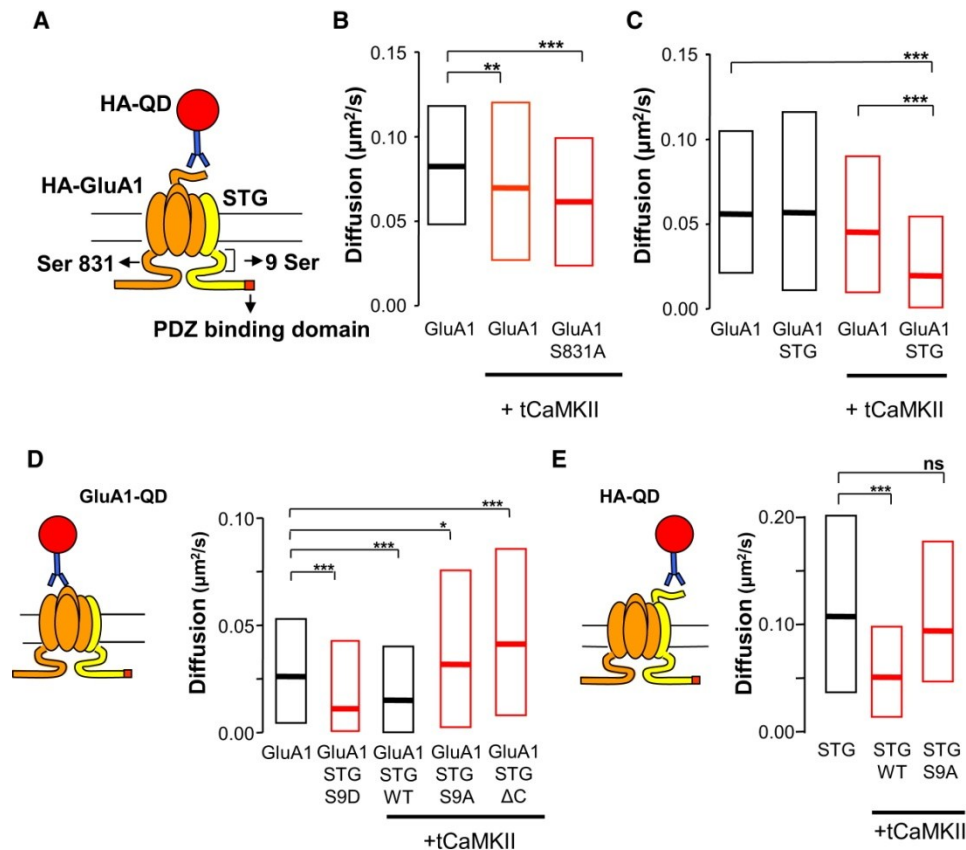 A
HA-QD
HA-GluA1
STG
Ser 831
9 Ser
PDZ binding domain
B
Diffusion (µm²/s)
0.15
0.10
0.05
0.00
***
**
GluA1
GluA1
GluA1
S831A
+ tCaMKII
C
Diffusion (µm²/s)
0.15
0.10
0.05
0.00
***
***
GluA1
GluA1
STG
GluA1
GluA1
STG
+ tCaMKII
D
GluA1-QD
Diffusion (µm²/s)
0.10
0.05
0.00
***
*
***
***
GluA1
GluA1
STG
S9D
GluA1
STG
WT
GluA1
STG
S9A
GluA1
STG
ΔC
+tCaMKII
E
HA-QD
Diffusion (µm²/s)
0.20
0.10
0.00
ns
***
STG
STG
WT
STG
S9A
+tCaMKII